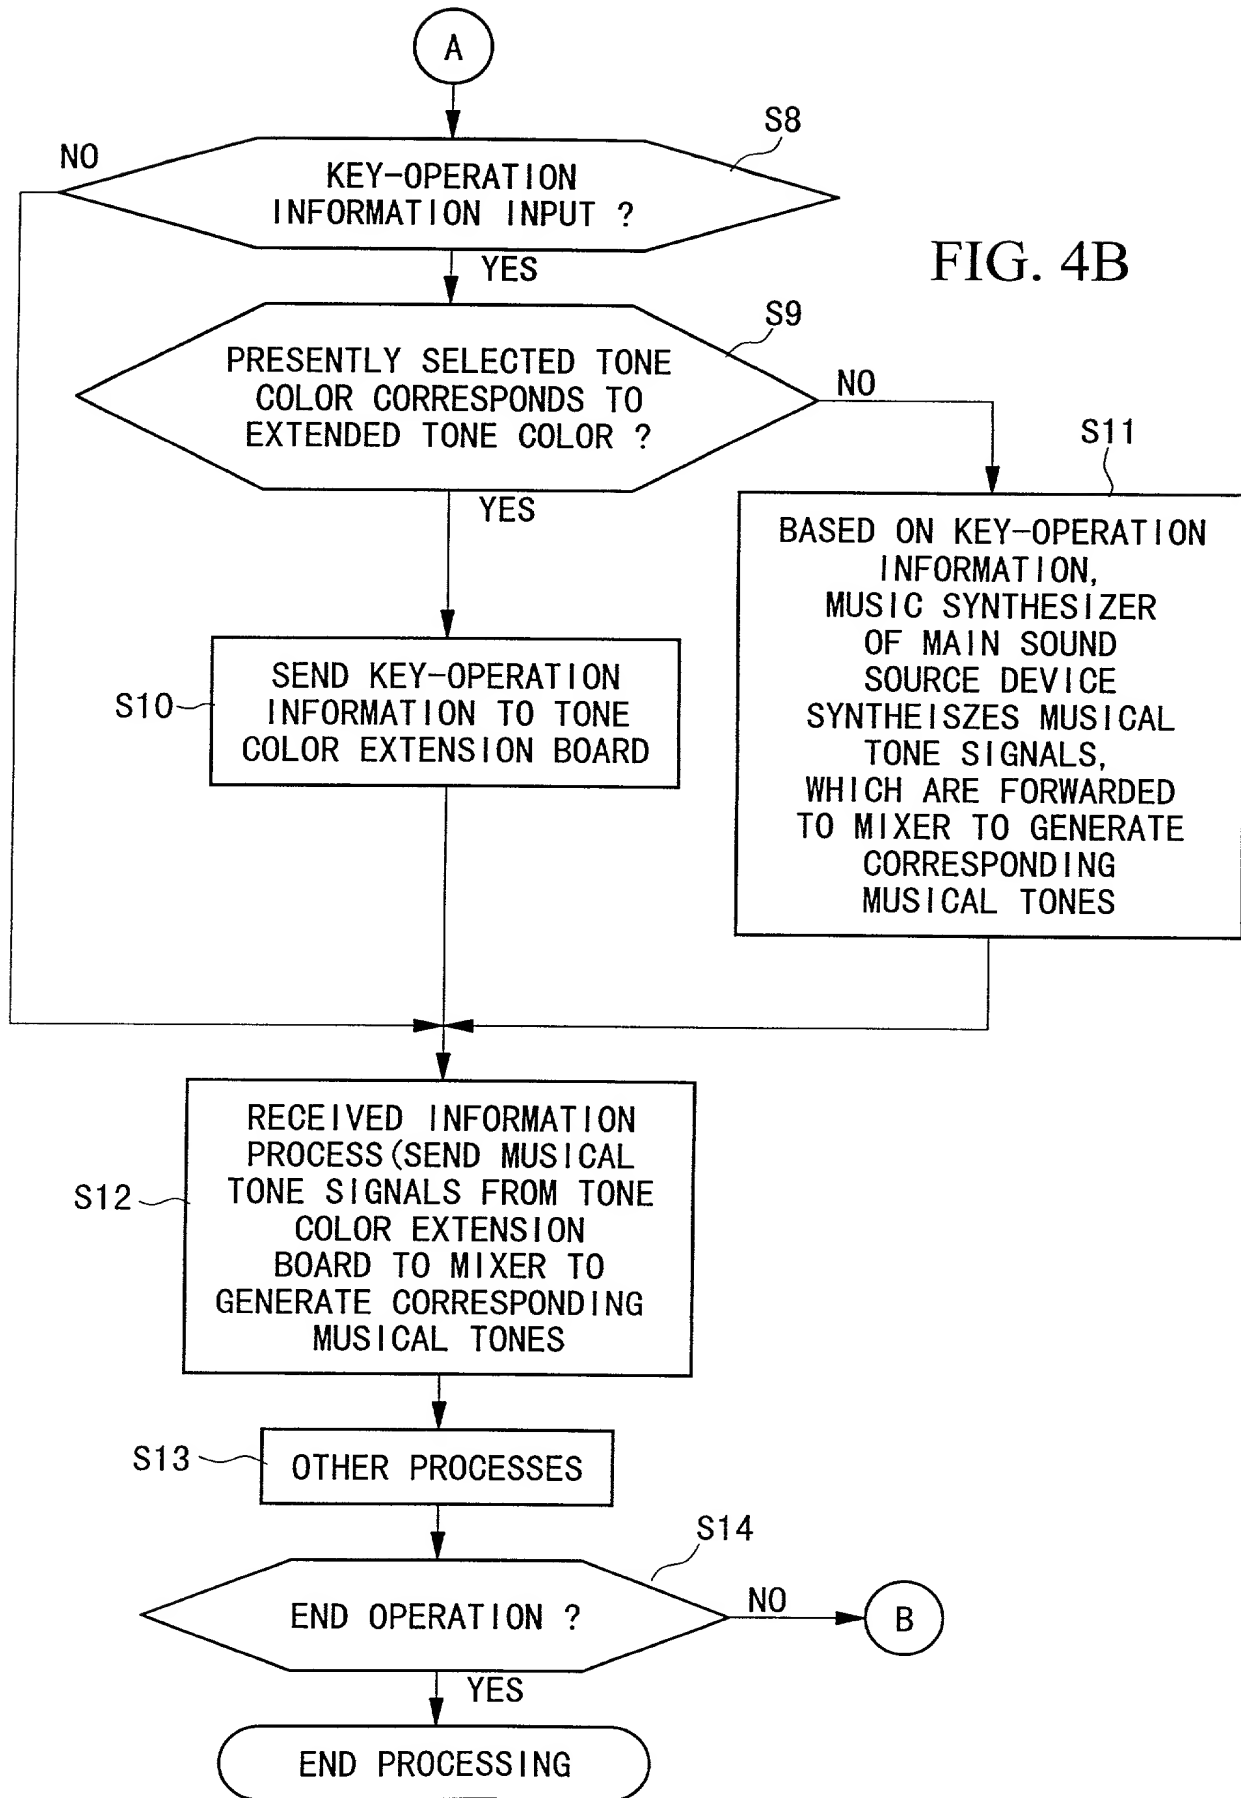 A
S8
NO
KEY-OPERATION
INFORMATION INPUT ?
YES
FIG. 4B
S9
PRESENTLY SELECTED TONE
COLOR CORRESPONDS TO
EXTENDED TONE COLOR ?
NO
YES
S11
BASED ON KEY-OPERATION
INFORMATION,
MUSIC SYNTHESIZER
OF MAIN SOUND
SOURCE DEVICE
SYNTHEISZES MUSICAL
TONE SIGNALS,
WHICH ARE FORWARDED
TO MIXER TO GENERATE
CORRESPONDING
MUSICAL TONES
S10
SEND KEY-OPERATION
INFORMATION TO TONE
COLOR EXTENSION BOARD
S12
RECEIVED INFORMATION
PROCESS(SEND MUSICAL
TONE SIGNALS FROM TONE
COLOR EXTENSION
BOARD TO MIXER TO
GENERATE CORRESPONDING
MUSICAL TONES
S13
OTHER PROCESSES
S14
END OPERATION ?
NO
B
YES
END PROCESSING